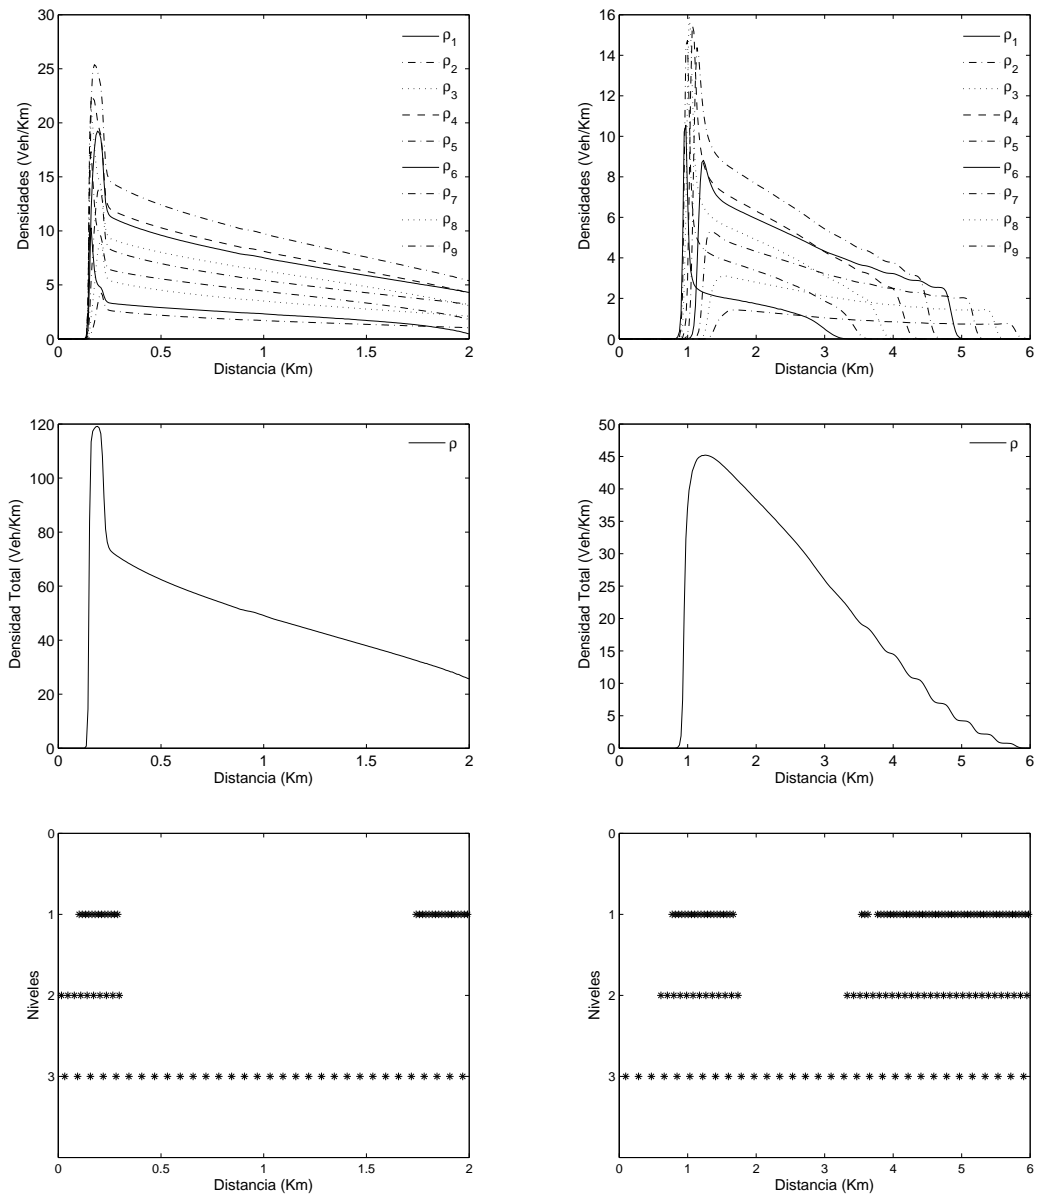 30
25
20
15
10
5
0
Densidades (Veh/Km)
0 0.5 1 1.5 2
Distancia (Km)
ρ1
ρ2
ρ3
ρ4
ρ5
ρ6
ρ7
ρ8
ρ9
16
14
12
10
8
6
4
2
0
Densidades (Veh/Km)
0 1 2 3 4 5 6
Distancia (Km)
ρ1
ρ2
ρ3
ρ4
ρ5
ρ6
ρ7
ρ8
ρ9
120
100
80
60
40
20
0
Densidad Total (Veh/Km)
0 0.5 1 1.5 2
Distancia (Km)
ρ
50
45
40
35
30
25
20
15
10
5
0
Densidad Total (Veh/Km)
0 1 2 3 4 5 6
Distancia (Km)
ρ
0
1
2
3
Niveles
0 0.5 1 1.5 2
Distancia (Km)
0
1
2
3
Niveles
0 1 2 3 4 5 6
Distancia (Km)